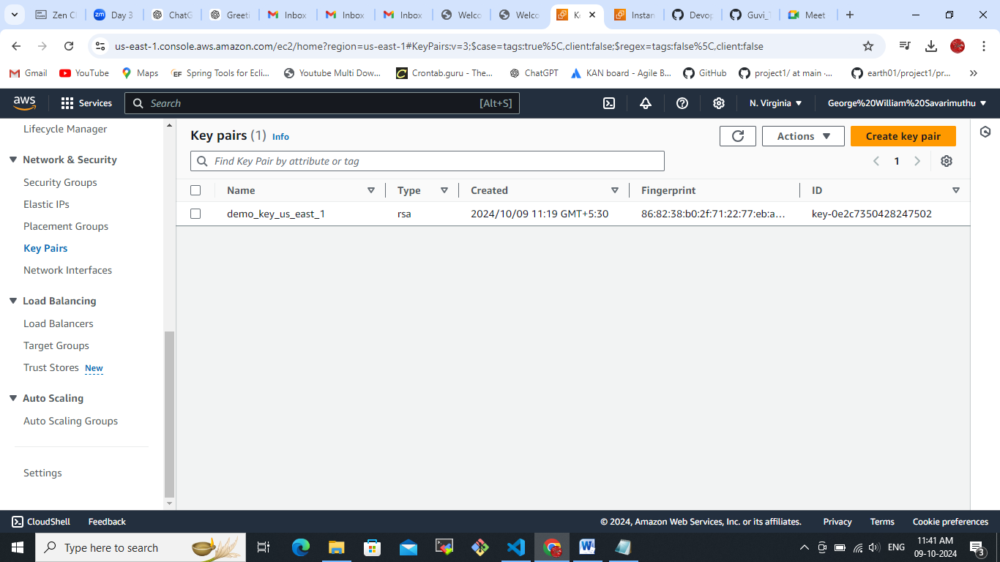 Zen Cl
Day 3
ChatG
Greeti
Inbox
Inbox
Inbox
Welco
Welco
Ke
Instan
Devop
Guvi_
Meet
us-east-1.console.aws.amazon.com/ec2/home?region=us-east-1#KeyPairs:v=3;$case=tags:true%5C,client:false;$regex=tags:false%5C,client:false
Gmail
YouTube
Maps
Spring Tools for Ecli...
Youtube Multi Dow...
Crontab.guru - The...
ChatGPT
KAN board - Agile B...
GitHub
project1/ at main ·...
earth01/project1/pr...
aws
Services
Search
[Alt+S]
N. Virginia
George%20William%20Savarimuthu
Lifecycle Manager
Network & Security
Security Groups
Elastic IPs
Placement Groups
Key Pairs
Network Interfaces
Load Balancing
Load Balancers
Target Groups
Trust Stores New
Auto Scaling
Auto Scaling Groups
Settings
Key pairs (1) Info
Actions
Create key pair
Find Key Pair by attribute or tag
1
Name
Type
Created
Fingerprint
ID
demo_key_us_east_1
rsa
2024/10/09 11:19 GMT+5:30
86:82:38:b0:2f:71:22:77:eb:a...
key-0e2c7350428247502
CloudShell
Feedback
© 2024, Amazon Web Services, Inc. or its affiliates.
Privacy
Terms
Cookie preferences
Type here to search
ENG
11:41 AM
09-10-2024
3